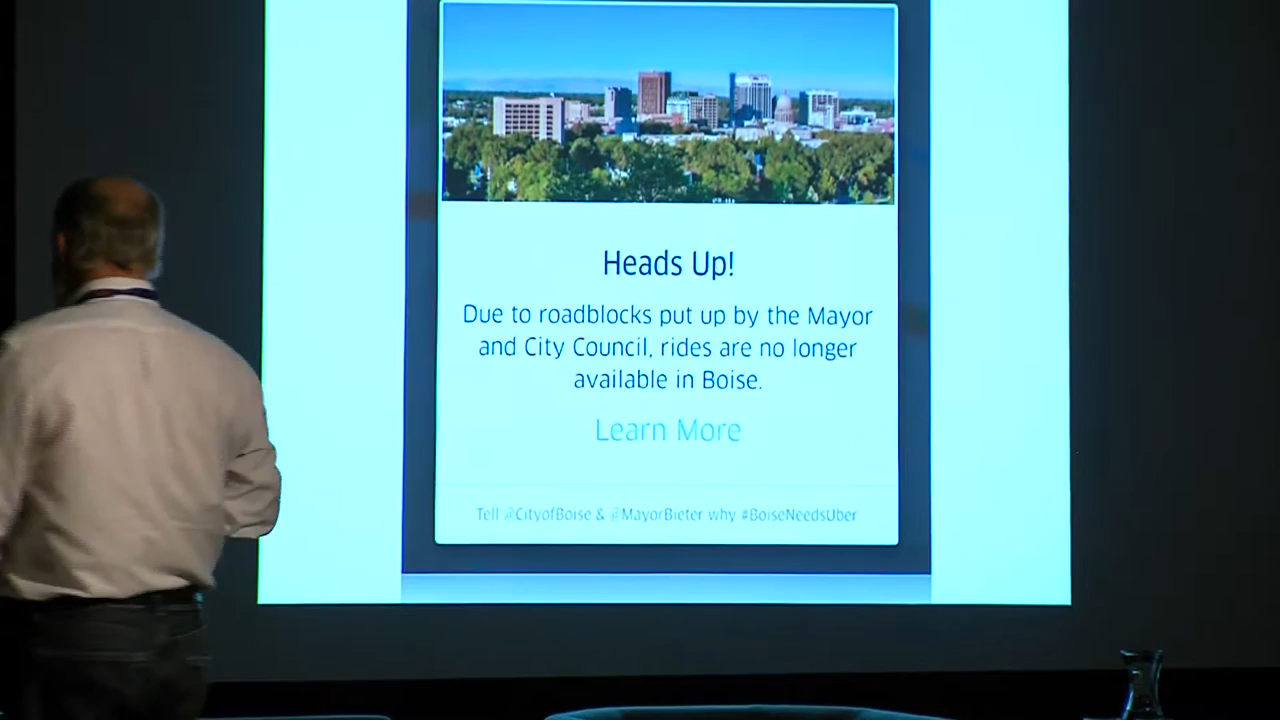 Heads Up!
Due to roadblocks put up by the Mayor
and City Council, rides are no longer
available in Boise.
Learn More
Tell @CityofBoise & @MayorBieter why #BoiseNeedsUber